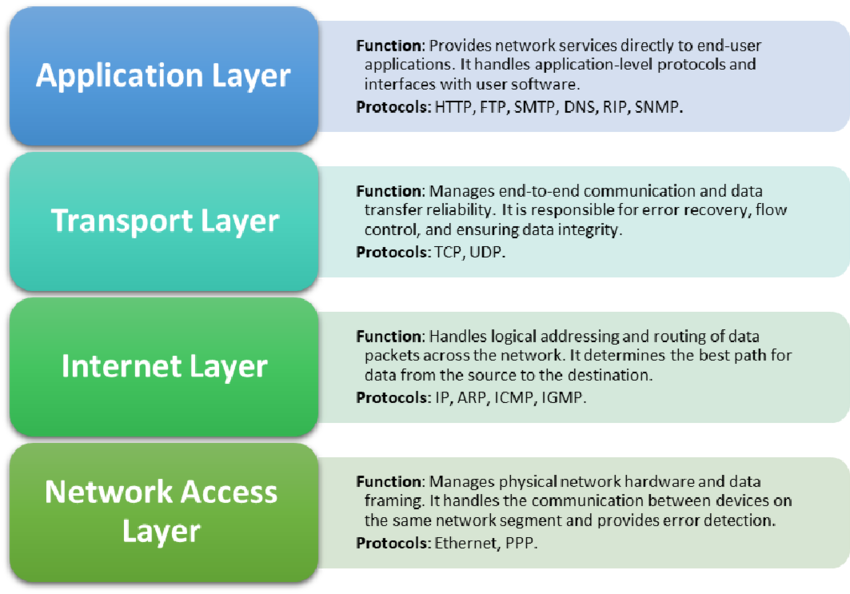 Application Layer
Function: Provides network services directly to end-user
applications. It handles application-level protocols and
interfaces with user software.
Protocols: HTTP, FTP, SMTP, DNS, RIP, SNMP.
Transport Layer
Function: Manages end-to-end communication and data
transfer reliability. It is responsible for error recovery, flow
control, and ensuring data integrity.
Protocols: TCP, UDP.
Internet Layer
Function: Handles logical addressing and routing of data
packets across the network. It determines the best path for
data from the source to the destination.
Protocols: IP, ARP, ICMP, IGMP.
Network Access
Layer
Function: Manages physical network hardware and data
framing. It handles the communication between devices on
the same network segment and provides error detection.
Protocols: Ethernet, PPP.